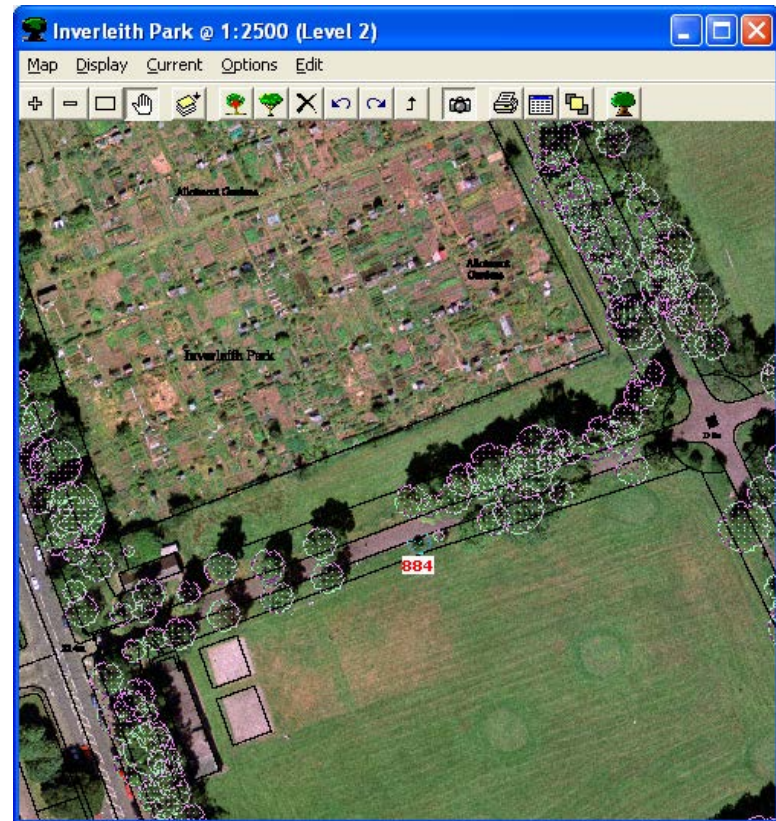 Inverleith Park @ 1:2500 (Level 2)
Map Display Current Options Edit
Allotment Gardens
Allotment
Gardens
Inverleith Park
884